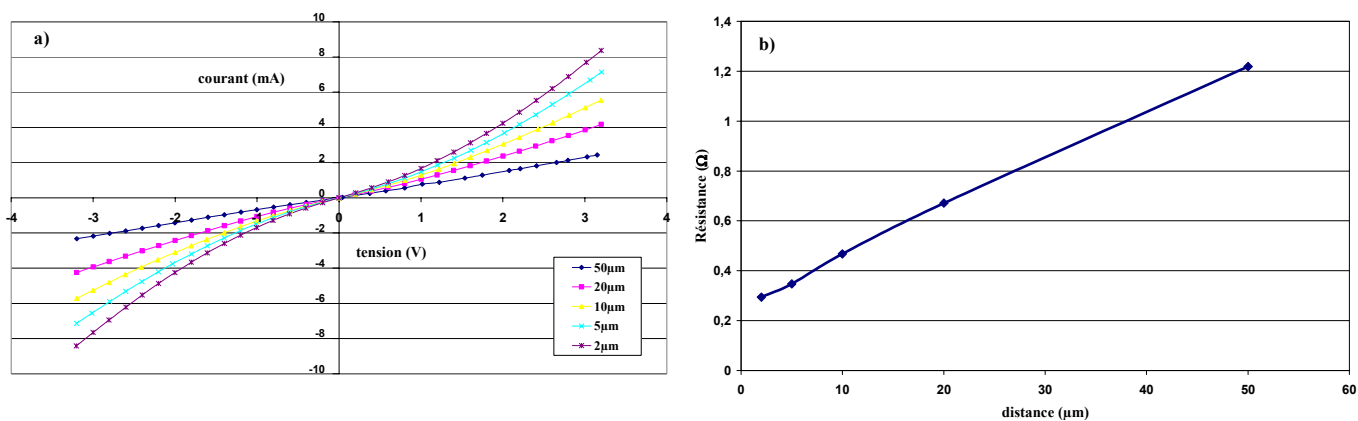 a)
courant (mA)
10
8
6
4
2
0
-2
-4
-6
-8
-10
-4 -3 -2 -1 0 1 2 3 4
tension (V)
50µm
20µm
10µm
5µm
2µm
b)
Résistance (Ω)
1,4
1,2
1
0,8
0,6
0,4
0,2
0
0 10 20 30 40 50 60
distance (µm)